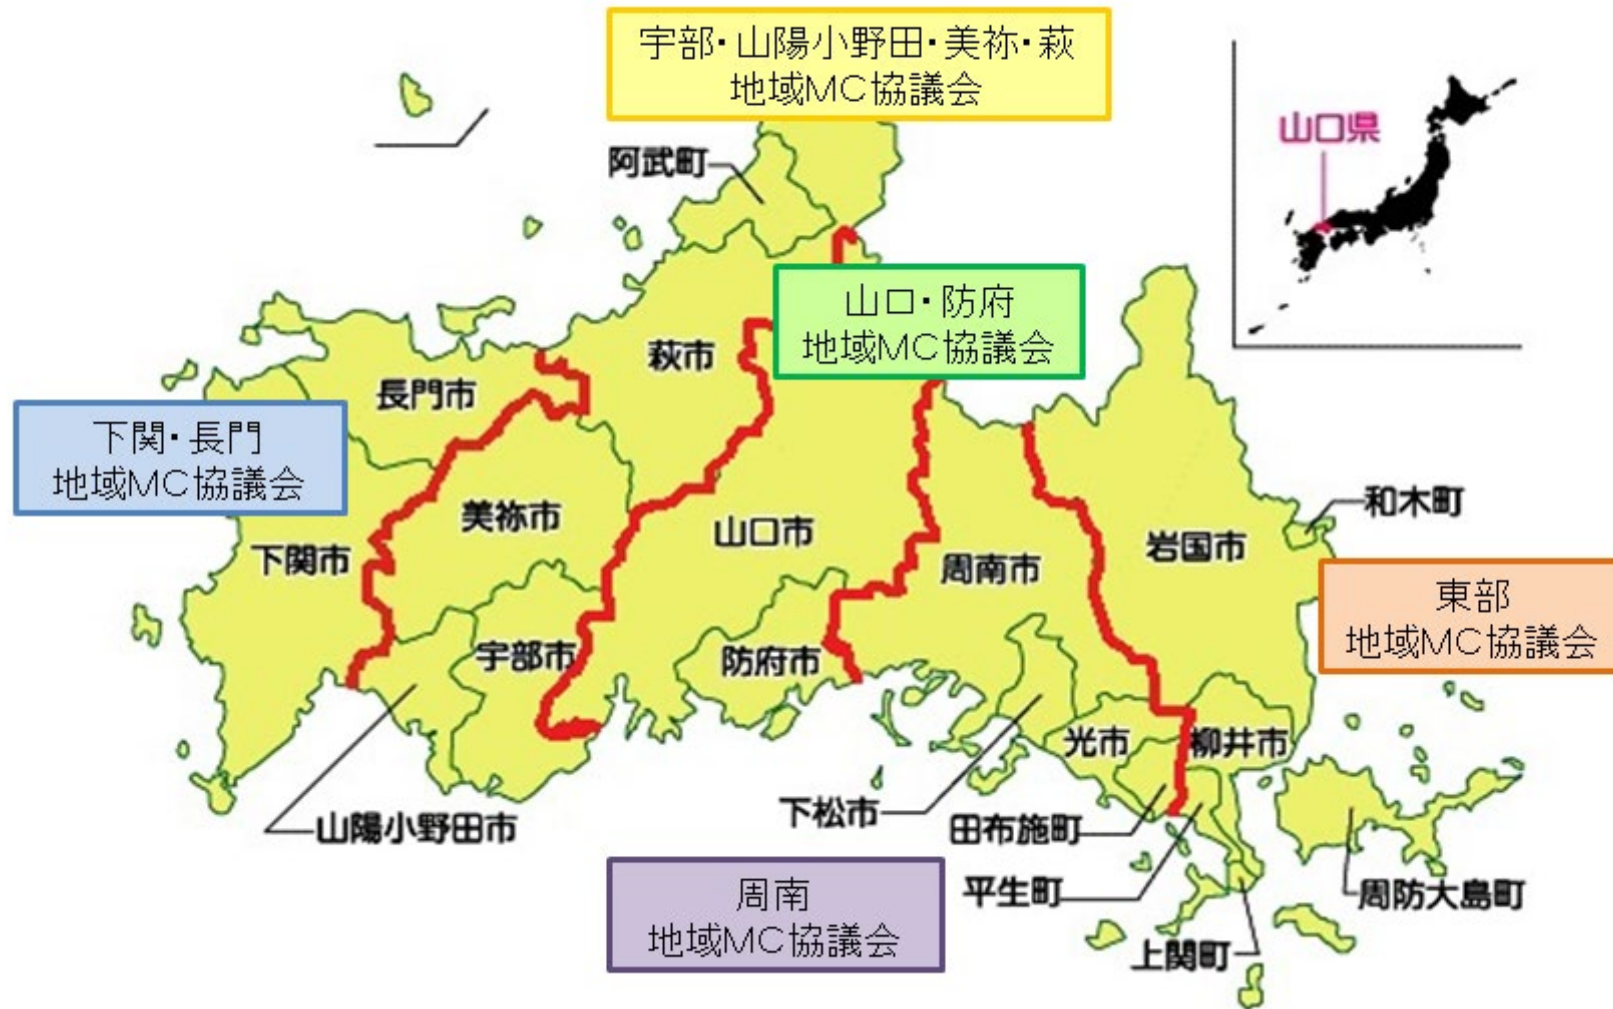 宇部・山陽小野田・美祢・萩
地域MC協議会
山口県
阿武町
山口・防府
地域MC協議会
萩市
長門市
下関・長門
地域MC協議会
美祢市
山口市
和木町
下関市
周南市
岩国市
東部
地域MC協議会
宇部市
防府市
光市
柳井市
山陽小野田市
下松市
田布施町
平生町
周防大島町
周南
地域MC協議会
上関町